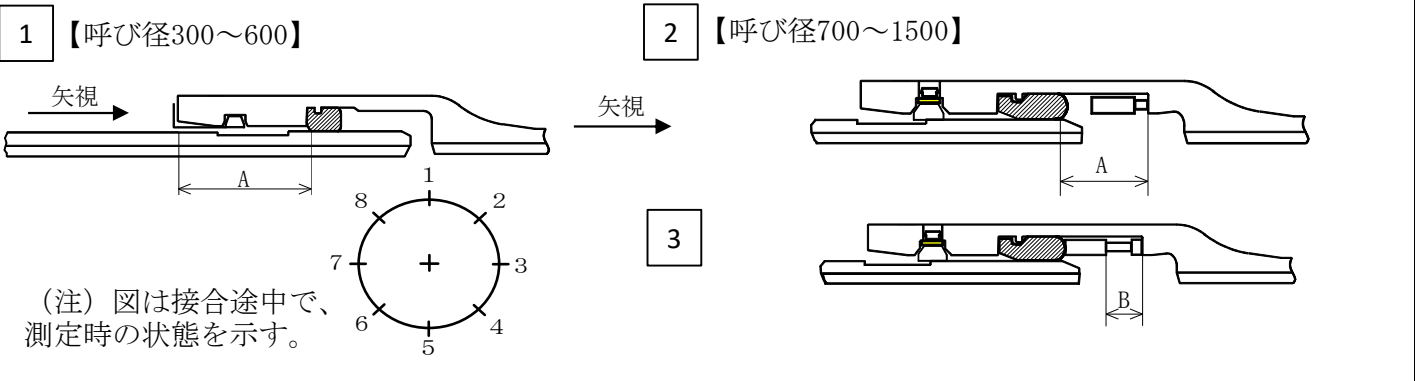 1 【呼び径300～600】
2 【呼び径700～1500】
矢視
矢視
A
A
1
2
3
4
5
6
7
8
3
B
（注）図は接合途中で、
測定時の状態を示す。